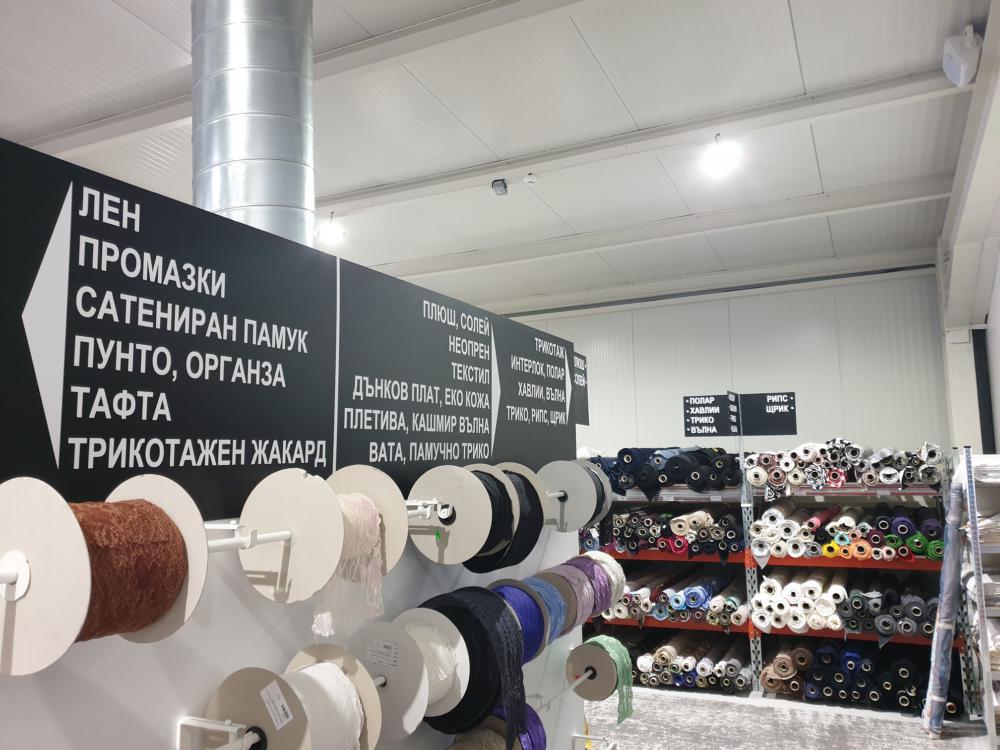 ЛЕН
ПРОМАЗКИ
САТЕНИРАН ПАМУК
ПУНТО, ОРГАНЗА
ТАФТА
ТРИКОТАЖЕН ЖАКАРД
ПЛЮШ, СОЛЕЙ
НЕОПРЕН
ТЕКСТИЛ
ДЪНКОВ ПЛАТ, ЕКО КОЖА
ПЛЕТИВА, КАШМИР ВЪЛНА
ВАТА, ПАМУЧНО ТРИКО
ТРИКОТАЖ
ИНТЕРЛОК, ПОЛАР
ХАВЛИИ, ВЪЛНА
ТРИКО, РИПС, ЩРИК
ПОЛАР
ХАВЛИИ
ТРИКО
ВЪЛНА
РИПС
ЩРИК